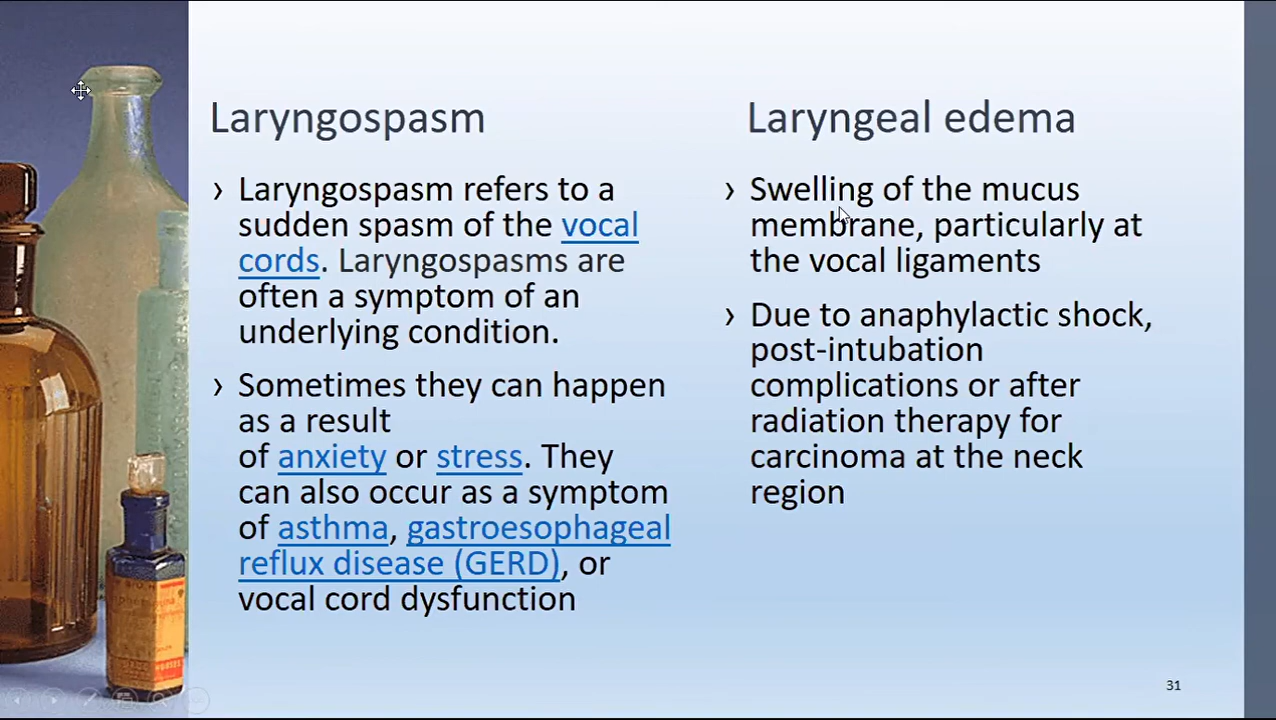 Laryngospasm
› Laryngospasm refers to a
sudden spasm of the vocal
cords. Laryngospasms are
often a symptom of an
underlying condition.
› Sometimes they can happen
as a result
of anxiety or stress. They
can also occur as a symptom
of asthma, gastroesophageal
reflux disease (GERD), or
vocal cord dysfunction
Laryngeal edema
› Swelling of the mucus
membrane, particularly at
the vocal ligaments
› Due to anaphylactic shock,
post-intubation
complications or after
radiation therapy for
carcinoma at the neck
region
31